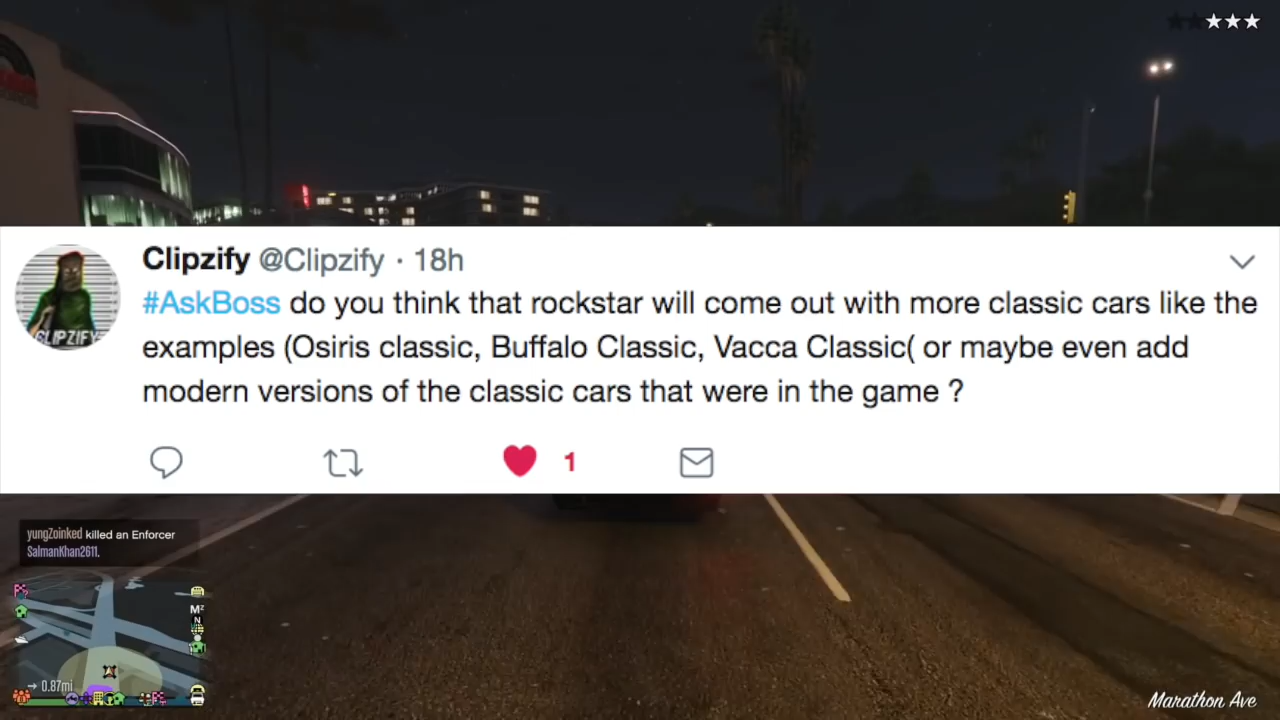 Clipzify @Clipzify · 18h
#AskBoss do you think that rockstar will come out with more classic cars like the
examples (Osiris classic, Buffalo Classic, Vacca Classic( or maybe even add
modern versions of the classic cars that were in the game ?
CLIPZIFY
1
yungZoinked killed an Enforcer
SalmanKhan2611.
M²
N
→ 0.87mi
Marathon Ave